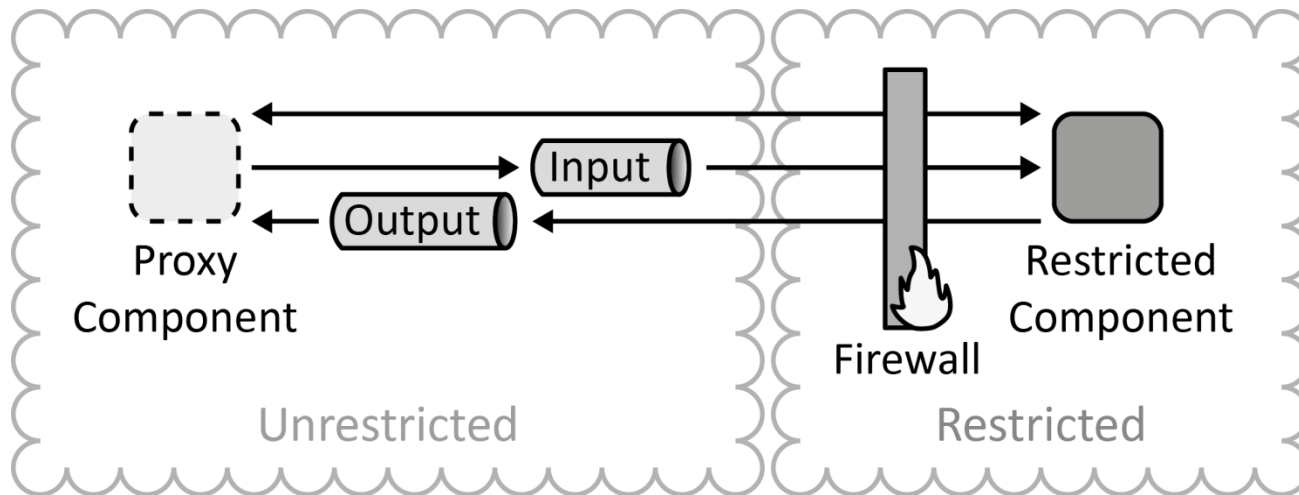 Input
Output
Proxy
Component
Restricted
Component
Firewall
Unrestricted
Restricted